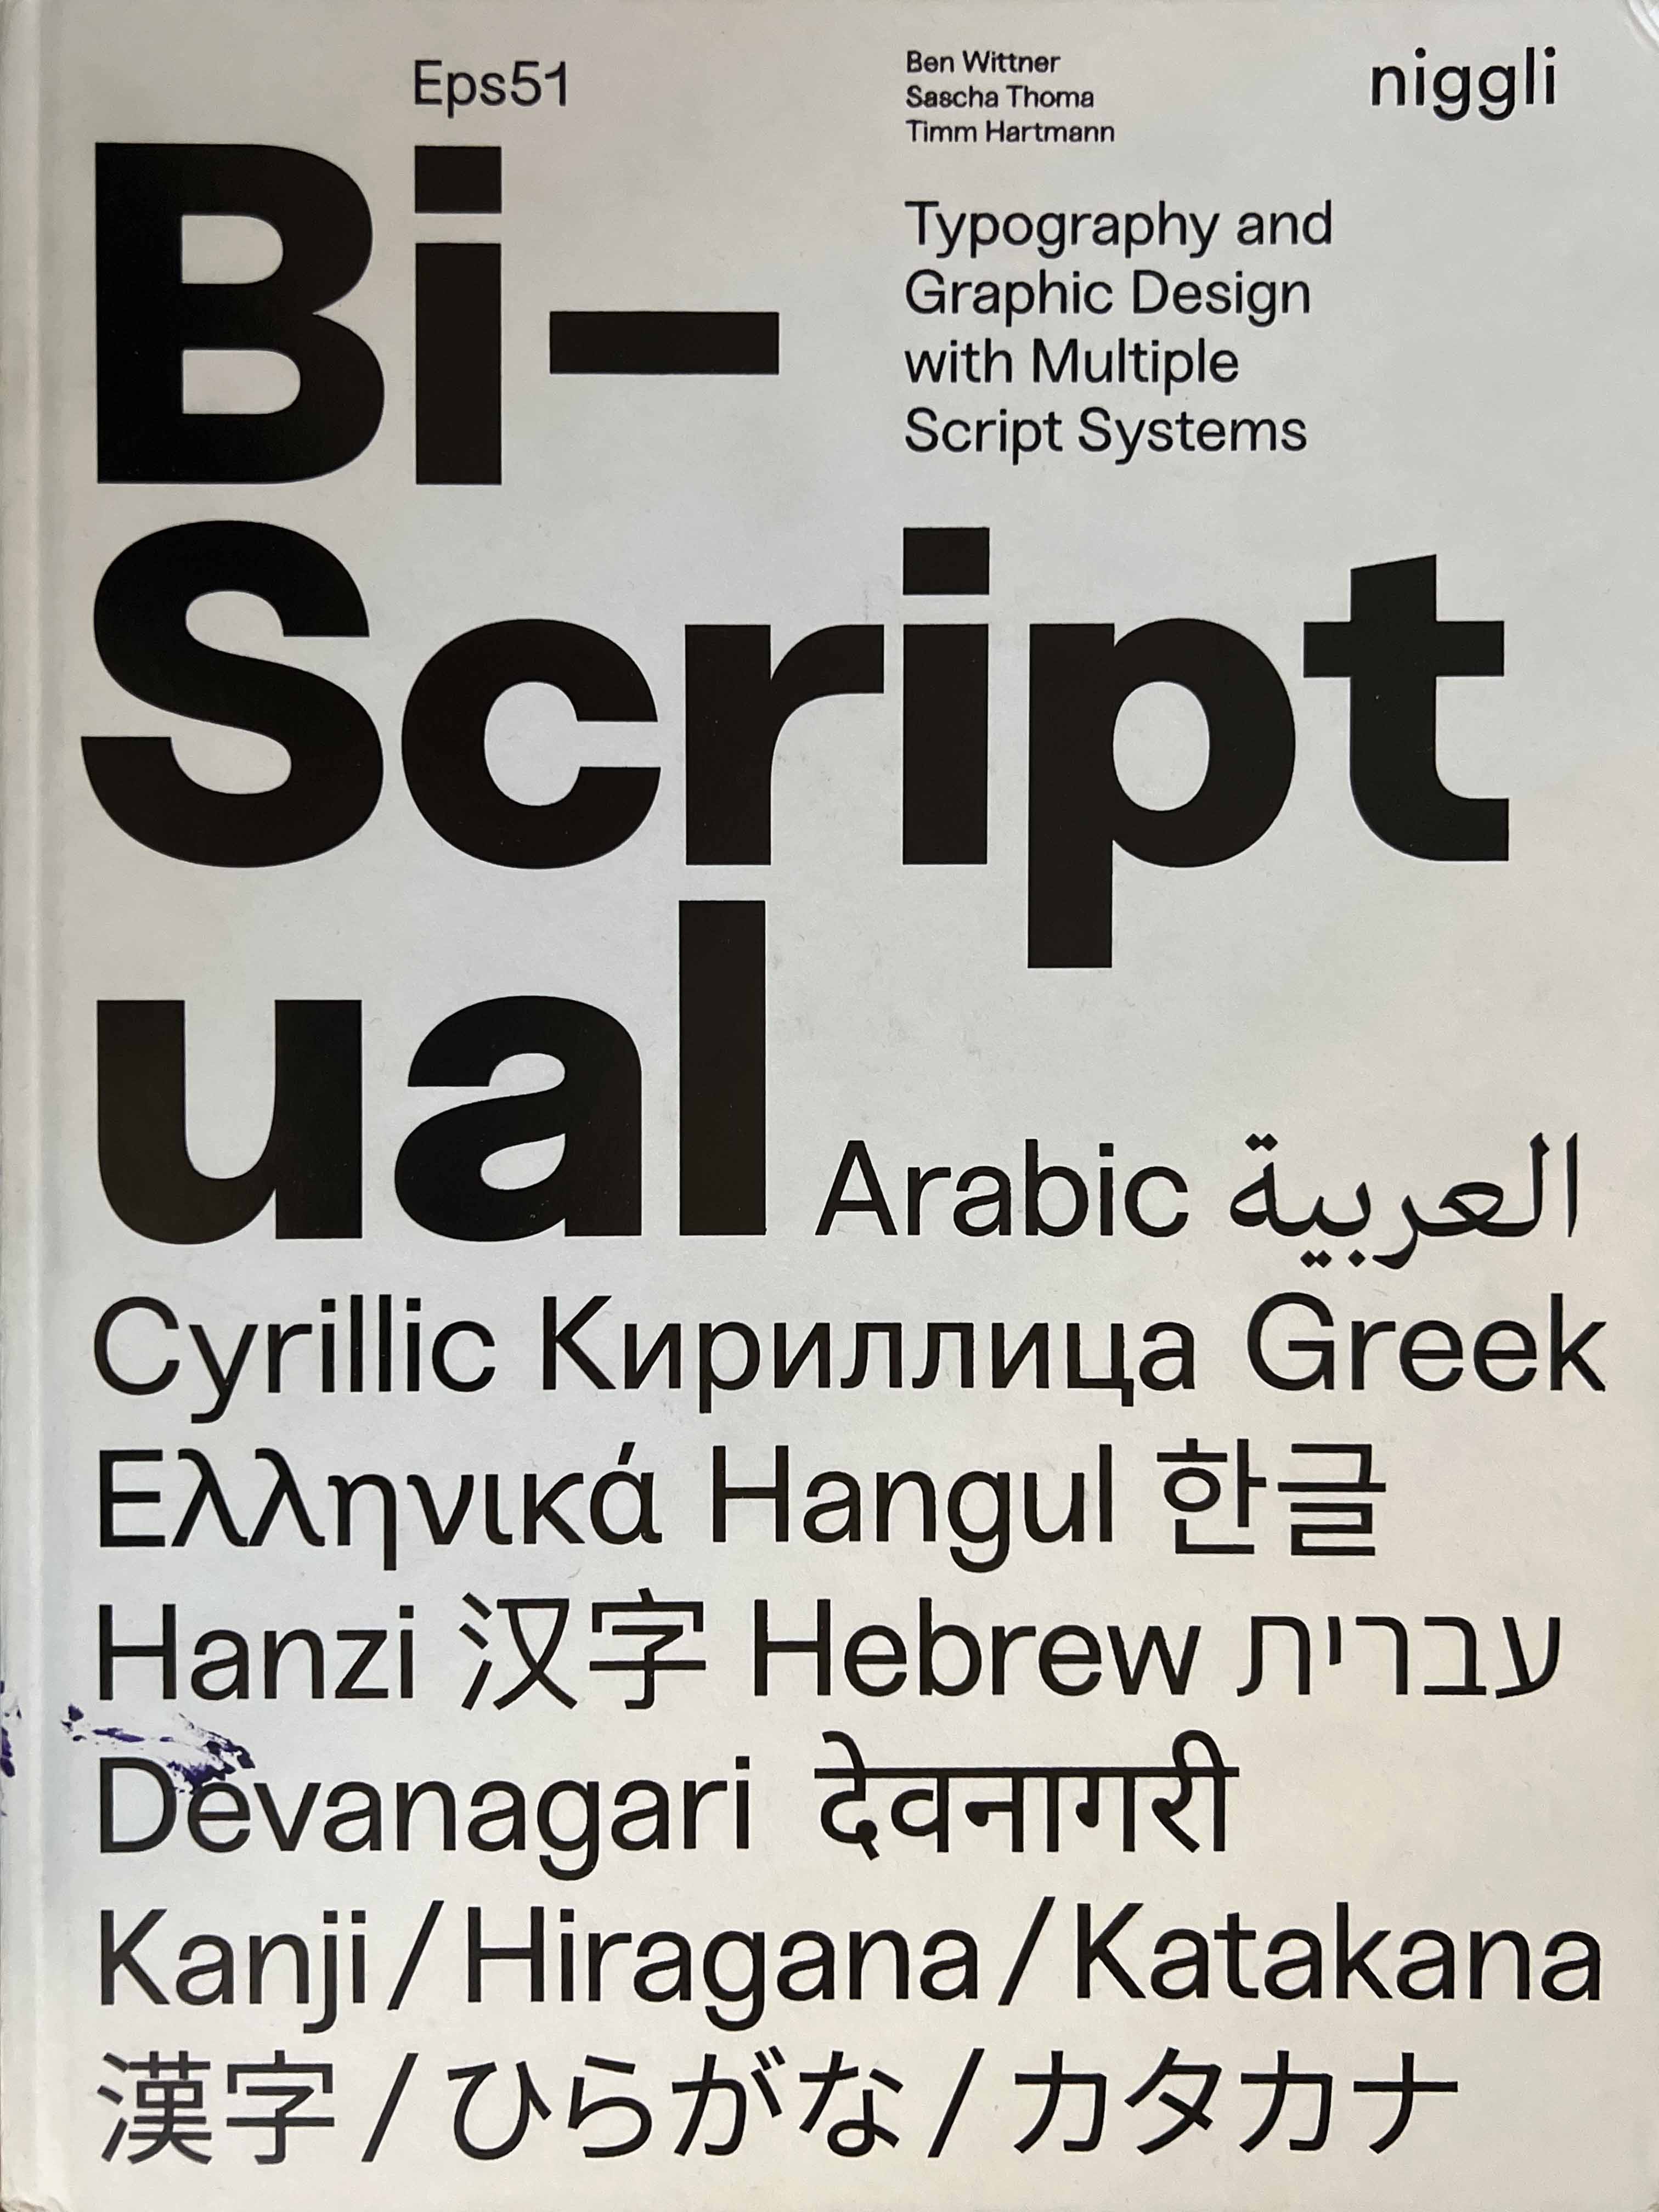 Eps51
Ben Wittner
Sascha Thoma
Timm Hartmann
niggli
Bi–
Script
ual
Typography and
Graphic Design
with Multiple
Script Systems
Arabic العربية
Cyrillic Кириллица Greek
Ελληνικά Hangul 한글
Hanzi 汉字 Hebrew עברית
Devanagari देवनागरी
Kanji / Hiragana / Katakana
漢字 / ひらがな / カタカナ